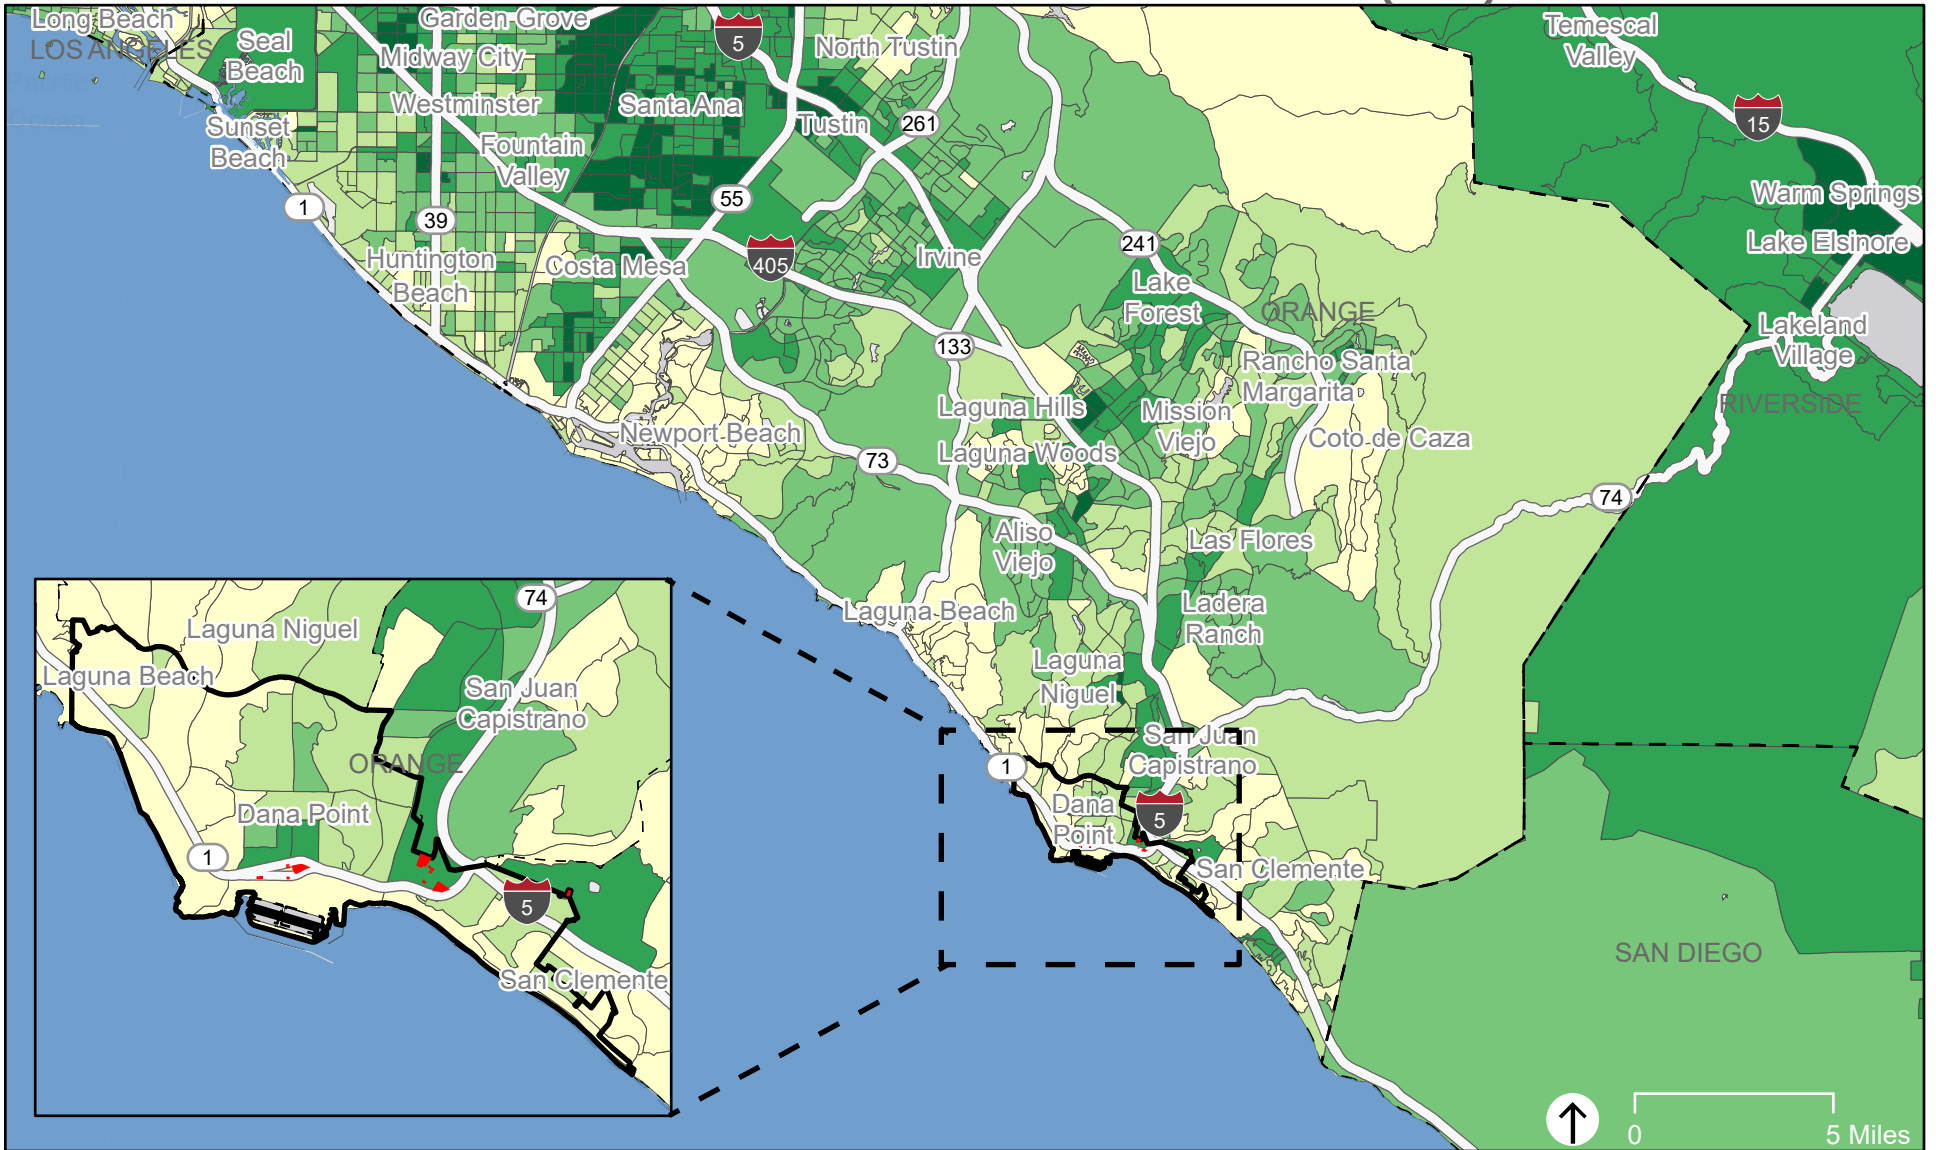 Long Beach
LOS ANGELES
Seal
Beach
Garden Grove
Midway City
5
North Tustin
Temescal
Valley
Pacific
Ocean
Westminster
Santa Ana
Tustin
261
15
Sunset
Beach
Fountain
Valley
1
39
55
Warm Springs
Lake Elsinore
Huntington
Beach
Costa Mesa
405
Irvine
241
Lake
Forest
ORANGE
Lakeland
Village
133
Rancho Santa
Margarita
RIVERSIDE
Laguna Hills
Mission
Viejo
Newport Beach
Laguna Woods
Coto de Caza
73
74
Aliso
Viejo
Las Flores
Laguna Beach
Ladera
Ranch
Laguna
Niguel
San Juan
Capistrano
1
Dana
Point
5
San Clemente
SAN DIEGO
74
Laguna Niguel
Laguna Beach
San Juan
Capistrano
ORANGE
Dana Point
1
5
San Clemente
0 5 Miles